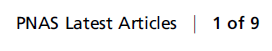 PNAS Latest Articles | 1 of 9